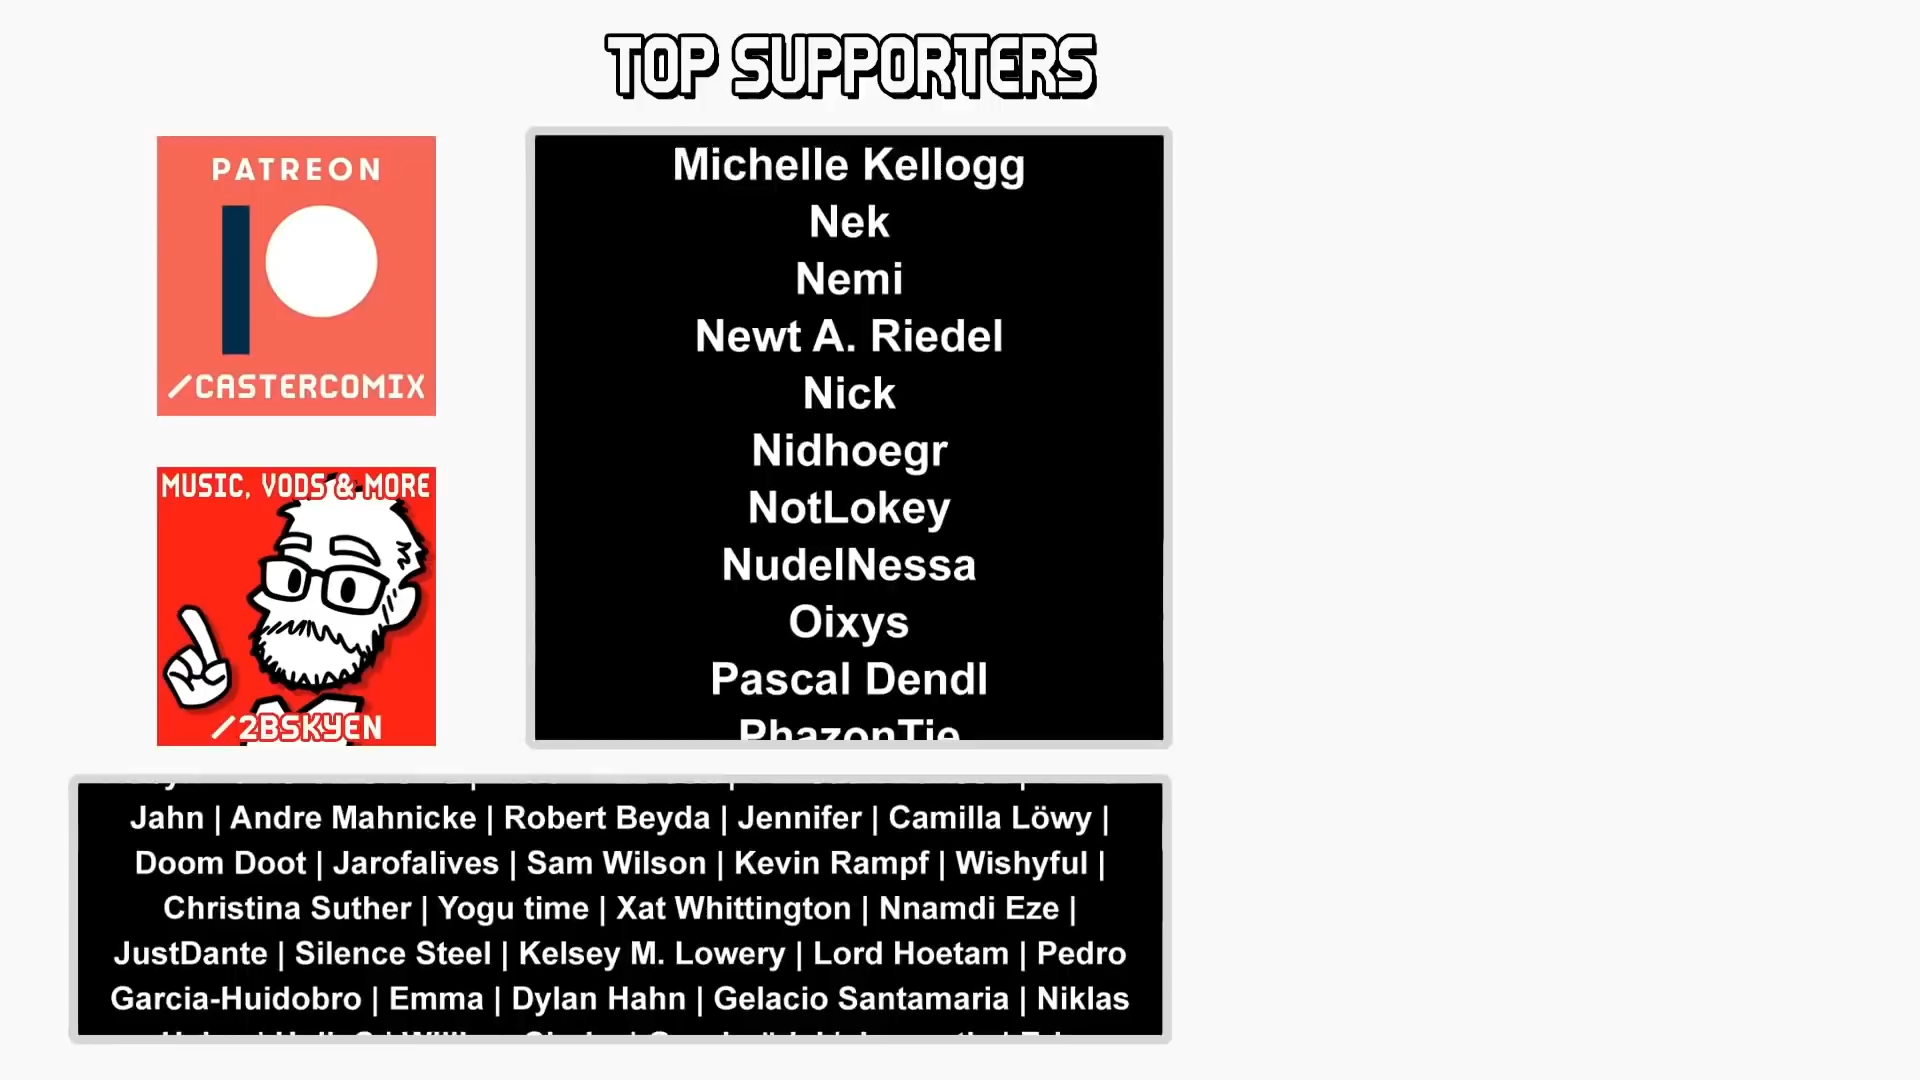 TOP SUPPORTERS
PATREON
/CASTERCOMIX
MUSIC, VODS & MORE
/2BSKYEN
Michelle Kellogg
Nek
Nemi
Newt A. Riedel
Nick
Nidhoegr
NotLokey
NudelNessa
Oixys
Pascal Dendl
PhazonTie
Jahn | Andre Mahnicke | Robert Beyda | Jennifer | Camilla Löwy |
Doom Doot | Jarofalives | Sam Wilson | Kevin Rampf | Wishyful |
Christina Suther | Yogu time | Xat Whittington | Nnamdi Eze |
JustDante | Silence Steel | Kelsey M. Lowery | Lord Hoetam | Pedro
Garcia-Huidobro | Emma | Dylan Hahn | Gelacio Santamaria | Niklas